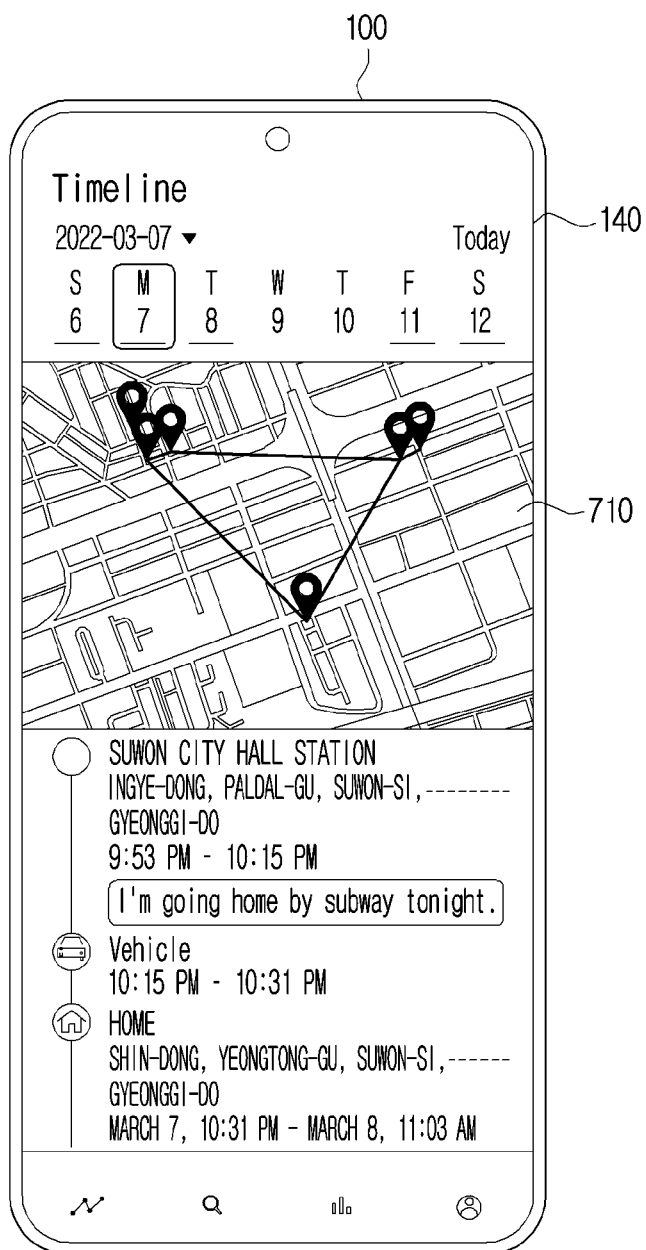 100
140
Timeline
2022-03-07 ▼
Today
S M T W T F S
6 7 8 9 10 11 12
710
SUWON CITY HALL STATION
INGYE-DONG, PALDAL-GU, SUWON-SI,--------
GYEONGGI-DO
9:53 PM - 10:15 PM
I'm going home by subway tonight.
Vehicle
10:15 PM - 10:31 PM
HOME
SHIN-DONG, YEONGTONG-GU, SUWON-SI,------
GYEONGGI-DO
MARCH 7, 10:31 PM - MARCH 8, 11:03 AM